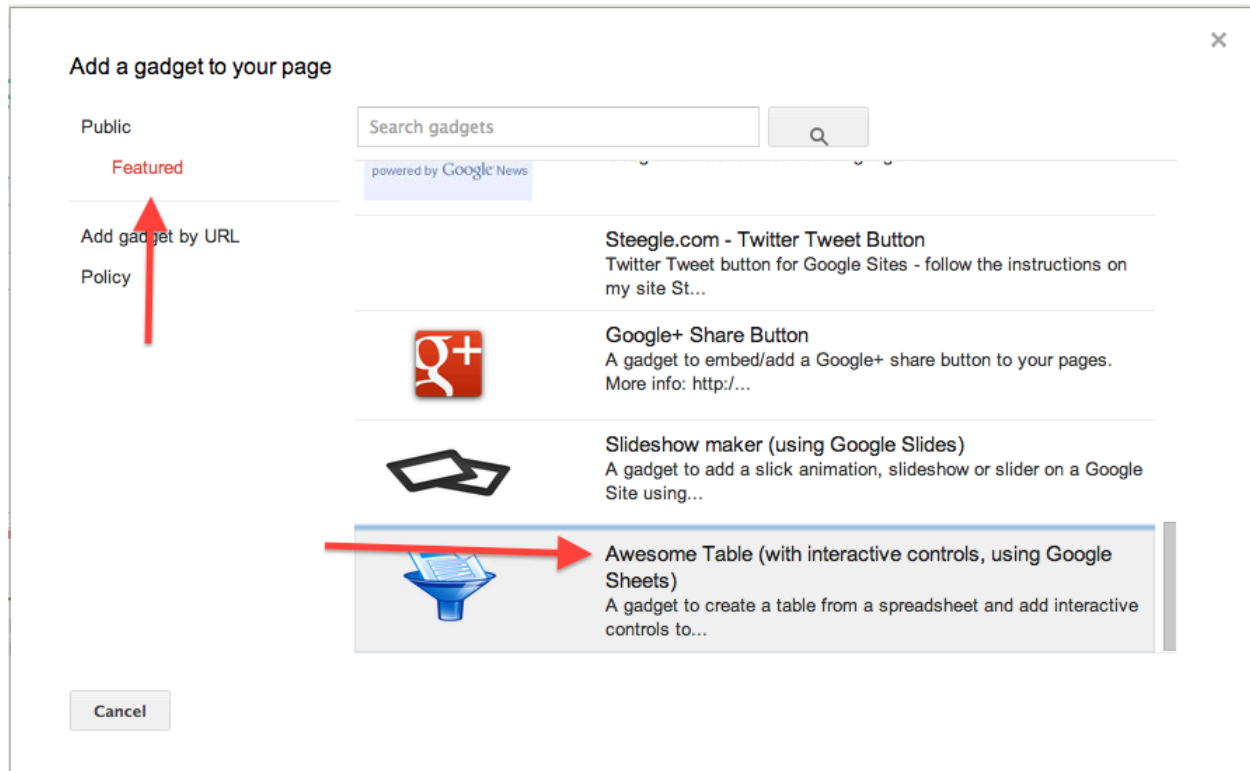 Add a gadget to your page
×
Public
Featured
Add gadget by URL
Policy
Search gadgets
powered by Google News
Steegle.com - Twitter Tweet Button
Twitter Tweet button for Google Sites - follow the instructions on
my site St...
g+
Google+ Share Button
A gadget to embed/add a Google+ share button to your pages.
More info: http:/...
Slideshow maker (using Google Slides)
A gadget to add a slick animation, slideshow or slider on a Google
Site using...
Awesome Table (with interactive controls, using Google
Sheets)
A gadget to create a table from a spreadsheet and add interactive
controls to...
Cancel